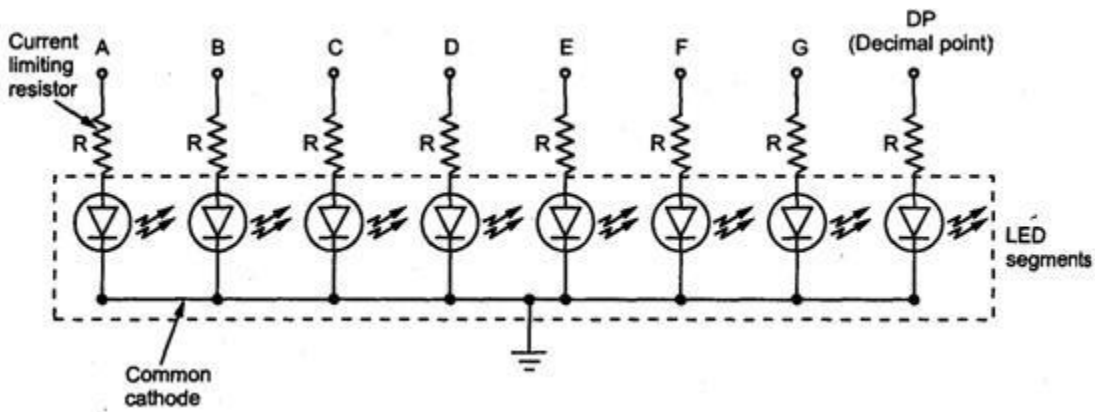 DP
(Decimal point)
Current
limiting
resistor
A
B
C
D
E
F
G
R
R
R
R
R
R
R
R
LED
segments
Common
cathode